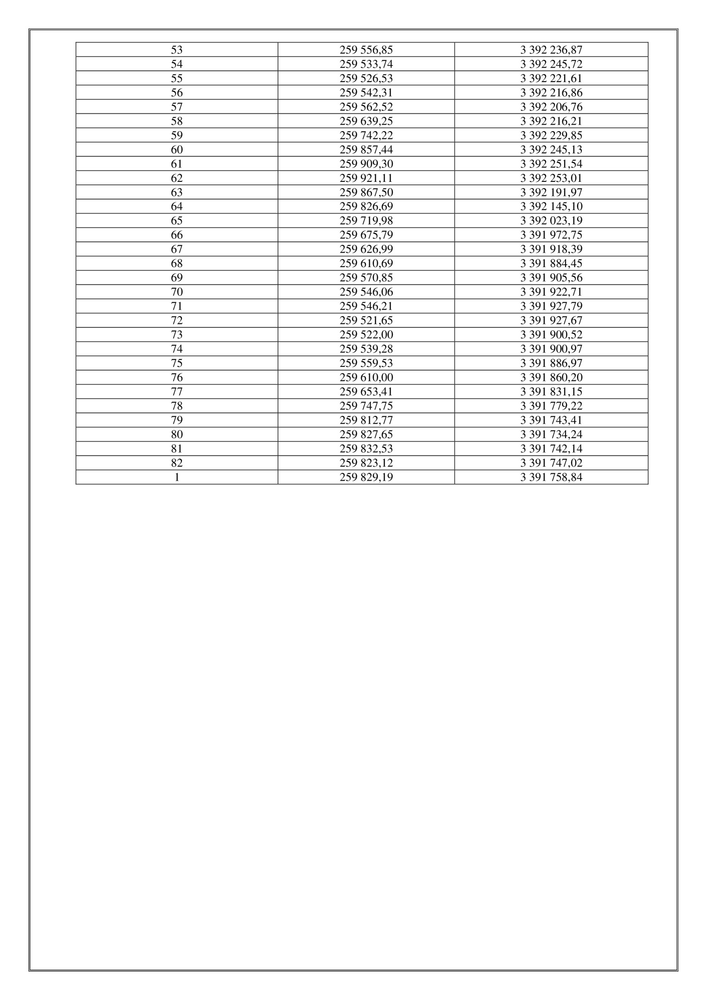 53 259 556,85 3 392 236,87
54 259 533,74 3 392 245,72
55 259 526,53 3 392 221,61
56 259 542,31 3 392 216,86
57 259 562,52 3 392 206,76
58 259 639,25 3 392 216,21
59 259 742,22 3 392 229,85
60 259 857,44 3 392 245,13
61 259 909,30 3 392 251,54
62 259 921,11 3 392 253,01
63 259 867,50 3 392 191,97
64 259 826,69 3 392 145,10
65 259 719,98 3 392 023,19
66 259 675,79 3 391 972,75
67 259 626,99 3 391 918,39
68 259 610,69 3 391 884,45
69 259 570,85 3 391 905,56
70 259 546,06 3 391 922,71
71 259 546,21 3 391 927,79
72 259 521,65 3 391 927,67
73 259 522,00 3 391 900,52
74 259 539,28 3 391 900,97
75 259 559,53 3 391 886,97
76 259 610,00 3 391 860,20
77 259 653,41 3 391 831,15
78 259 747,75 3 391 779,22
79 259 812,77 3 391 743,41
80 259 827,65 3 391 734,24
81 259 832,53 3 391 742,14
82 259 823,12 3 391 747,02
1 259 829,19 3 391 758,84